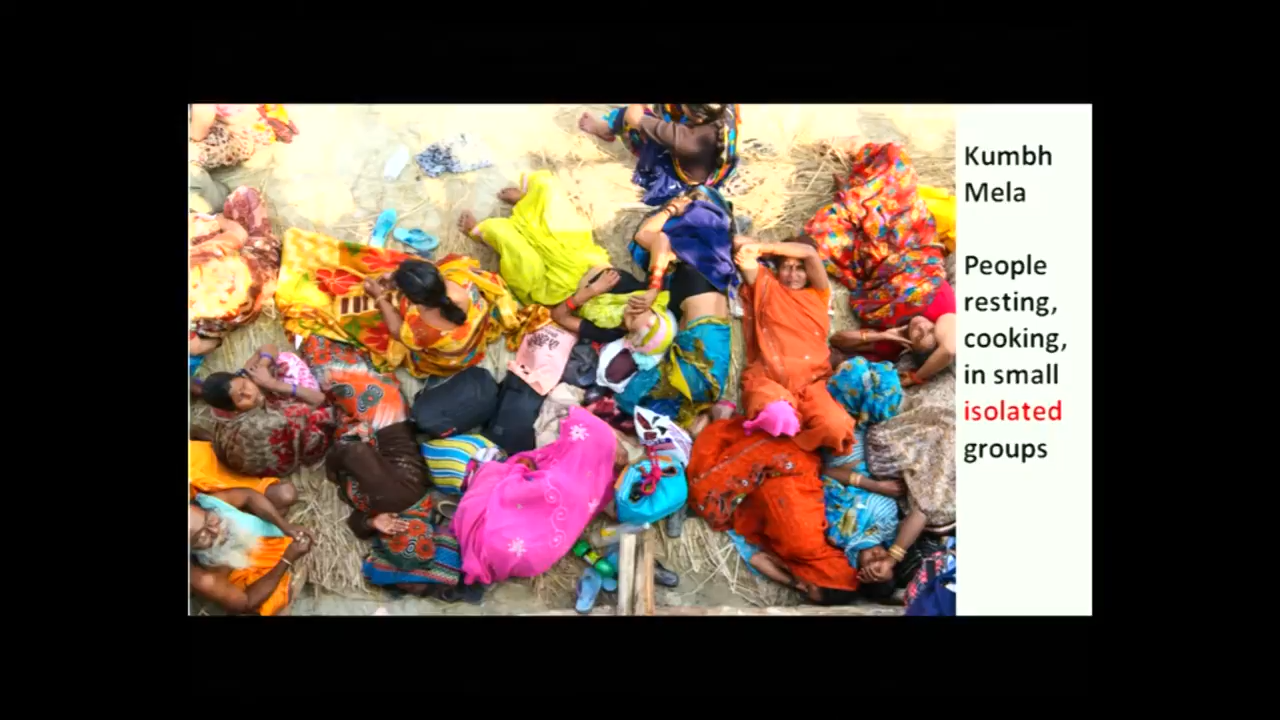 Kumbh
Mela
People
resting,
cooking,
in small
isolated
groups